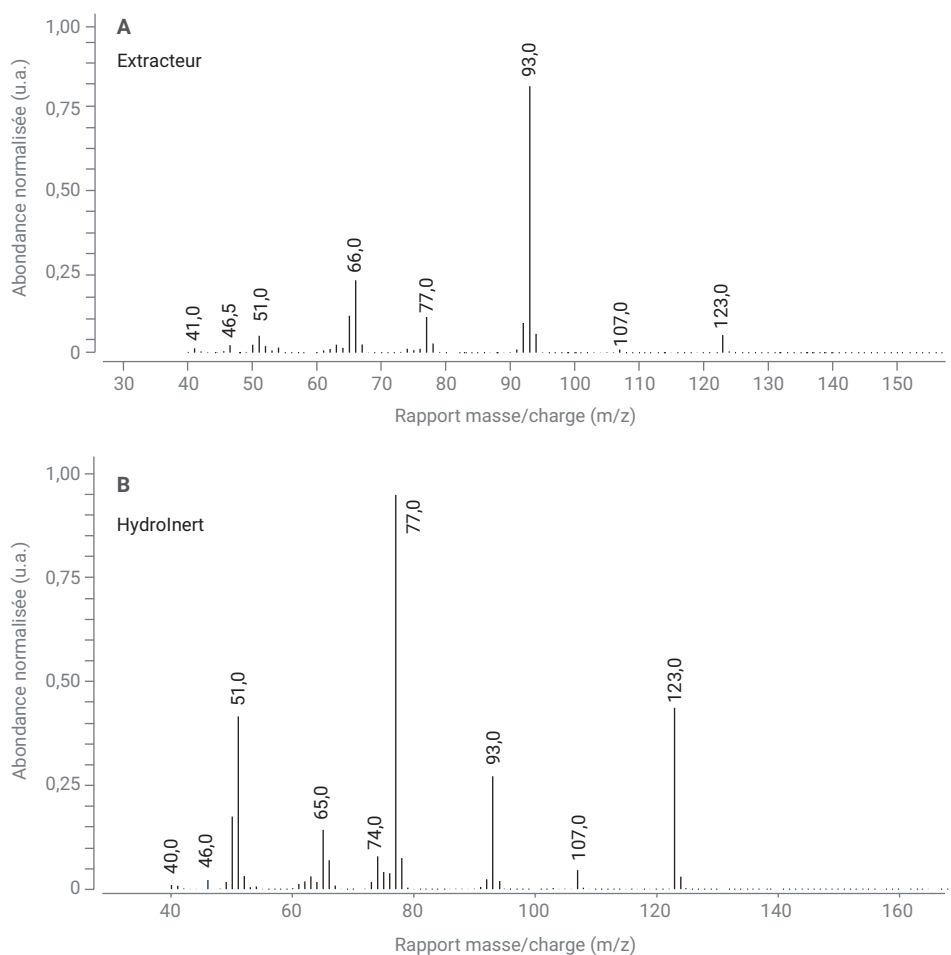 A
Extracteur
Abondance normalisée (u.a.)
1,00
0,75
0,50
0,25
0
41,0
46,5
51,0
66,0
77,0
93,0
107,0
123,0
30 40 50 60 70 80 90 100 110 120 130 140 150
Rapport masse/charge (m/z)
B
HydroInert
Abondance normalisée (u.a.)
1,00
0,75
0,50
0,25
0
40,0
46,0
51,0
65,0
74,0
77,0
93,0
107,0
123,0
40 60 80 100 120 140 160
Rapport masse/charge (m/z)